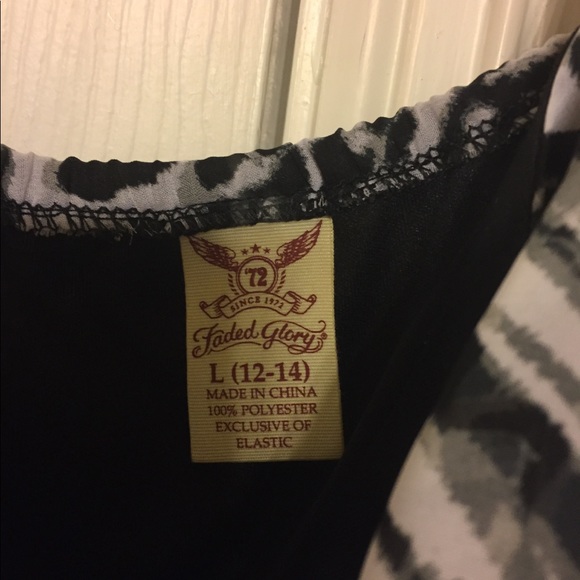 '72
SINCE 1972
Faded Glory®
L (12-14)
MADE IN CHINA
100% POLYESTER
EXCLUSIVE OF
ELASTIC